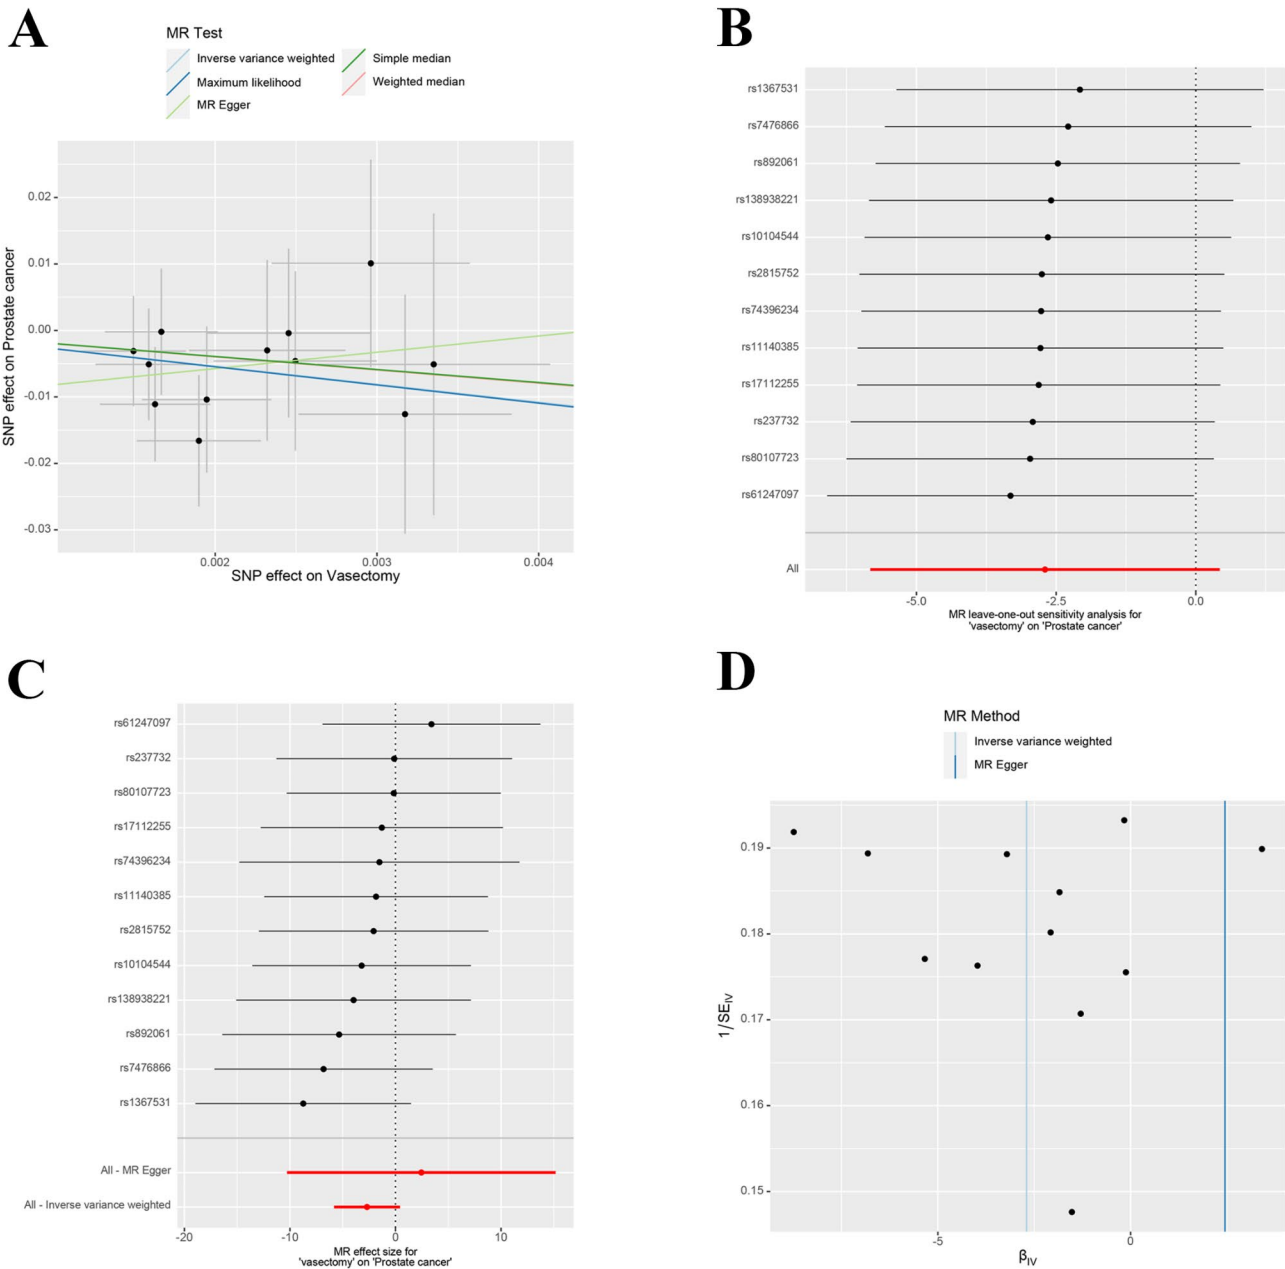 A
MR Test
Inverse variance weighted
Simple median
Maximum likelihood
Weighted median
MR Egger
SNP effect on Prostate cancer
0.02
0.01
0.00
-0.01
-0.02
-0.03
0.002
0.003
0.004
SNP effect on Vasectomy
B
rs1367531
rs7476866
rs892061
rs138938221
rs10104544
rs2815752
rs74396234
rs11140385
rs17112255
rs237732
rs80107723
rs61247097
All
-5.0
-2.5
0.0
MR leave-one-out sensitivity analysis for
'vasectomy' on 'Prostate cancer'
C
rs61247097
rs237732
rs80107723
rs17112255
rs74396234
rs11140385
rs2815752
rs10104544
rs138938221
rs892061
rs7476866
rs1367531
All - MR Egger
All - Inverse variance weighted
-20
-10
0
10
MR effect size for
'vasectomy' on 'Prostate cancer'
D
MR Method
Inverse variance weighted
MR Egger
1/SE_IV
0.19
0.18
0.17
0.16
0.15
-5
0
β_IV